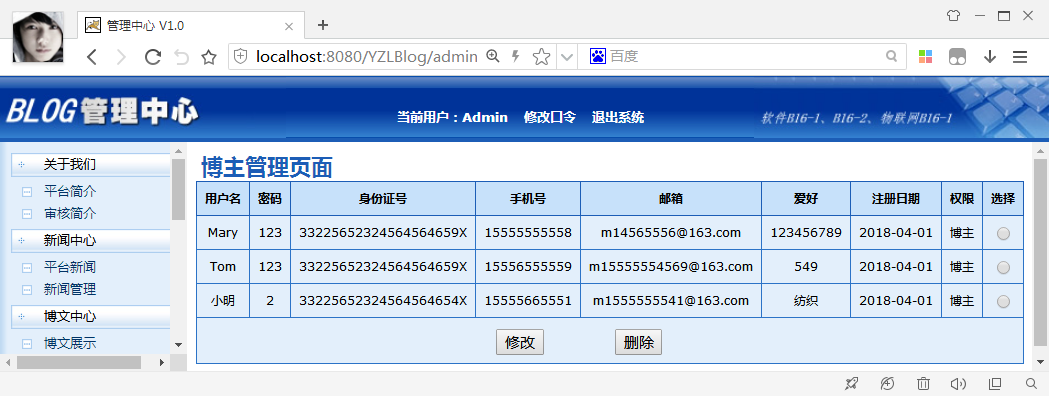 管理中心 V1.0
localhost:8080/YZLBlog/admin
百度
BLOG管理中心
当前用户：Admin 修改口令 退出系统
软件B16-1、B16-2、物联网B16-1
关于我们
平台简介
审核简介
新闻中心
平台新闻
新闻管理
博文中心
博文展示
博主管理页面
用户名 密码 身份证号 手机号 邮箱 爱好 注册日期 权限 选择
Mary 123 33225652324564564659X 15555555558 m14565556@163.com 123456789 2018-04-01 博主
Tom 123 33225652324564564659X 15556555559 m15555554569@163.com 549 2018-04-01 博主
小明 2 33225652324564564654X 15555665551 m1555555541@163.com 纺织 2018-04-01 博主
修改 删除